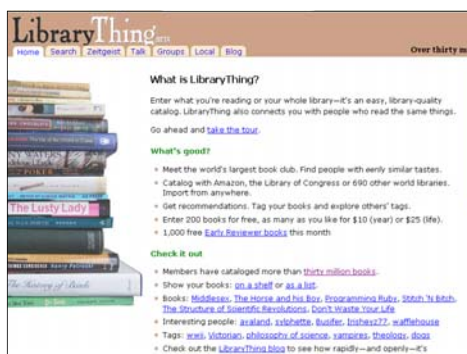 LibraryThing
Home Search Zeitgeist Talk Groups Local Blog
Over thirty
What is LibraryThing?
Enter what you're reading or your whole library—it's an easy, library-quality
catalog. LibraryThing also connects you with people who read the same things.
Go ahead and take the tour.
What's good?
Meet the world's largest book club. Find people with eerily similar tastes.
Catalog with Amazon, the Library of Congress or 690 other world libraries.
Import from anywhere.
Get recommendations. Tag your books and explore others' tags.
Enter 200 books for free, as many as you like for $10 (year) or $25 (life).
1,000 free Early Reviewer books this month
POKER
The Lusty Lady
Check it out
Members have cataloged more than thirty million books.
Show your books: on a shelf or as a list.
Books: Middlesex, The Horse and his Boy, Programming Ruby, Stitch 'N Bitch,
The Structure of Scientific Revolutions, Don't Waste Your Life
Interesting people: avaland, sylphette, Busifer, Irisheyz77, wafflehouse
Tags: wwii, Victorian, philosophy of science, vampires, theology, dogs
Check out the LibraryThing blog to see how rapidly—and openly—it's